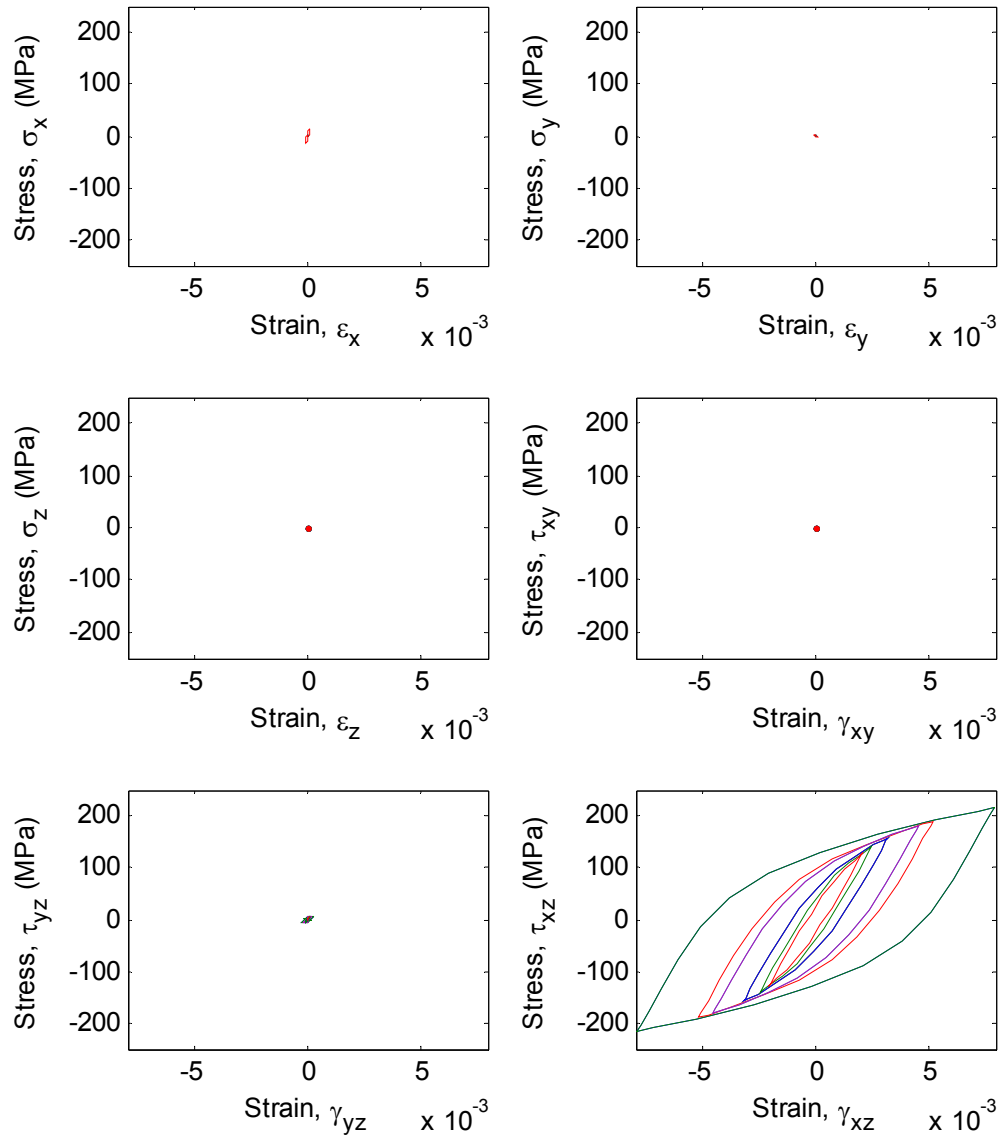 200
100
0
-100
-200
Stress, σx (MPa)
-5 0 5
Strain, εx x 10-3
200
100
0
-100
-200
Stress, σy (MPa)
-5 0 5
Strain, εy x 10-3
200
100
0
-100
-200
Stress, σz (MPa)
-5 0 5
Strain, εz x 10-3
200
100
0
-100
-200
Stress, τxy (MPa)
-5 0 5
Strain, γxy x 10-3
200
100
0
-100
-200
Stress, τyz (MPa)
-5 0 5
Strain, γyz x 10-3
200
100
0
-100
-200
Stress, τxz (MPa)
-5 0 5
Strain, γxz x 10-3